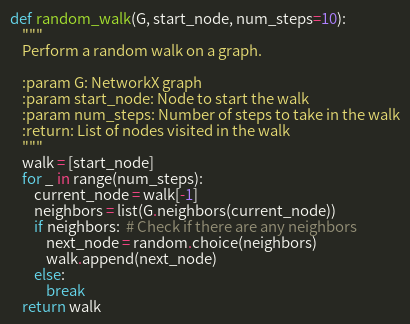 def random_walk(G, start_node, num_steps=10):
    """
    Perform a random walk on a graph.

    :param G: NetworkX graph
    :param start_node: Node to start the walk
    :param num_steps: Number of steps to take in the walk
    :return: List of nodes visited in the walk
    """
    walk = [start_node]
    for _ in range(num_steps):
        current_node = walk[-1]
        neighbors = list(G.neighbors(current_node))
        if neighbors:  # Check if there are any neighbors
            next_node = random.choice(neighbors)
            walk.append(next_node)
        else:
            break
    return walk